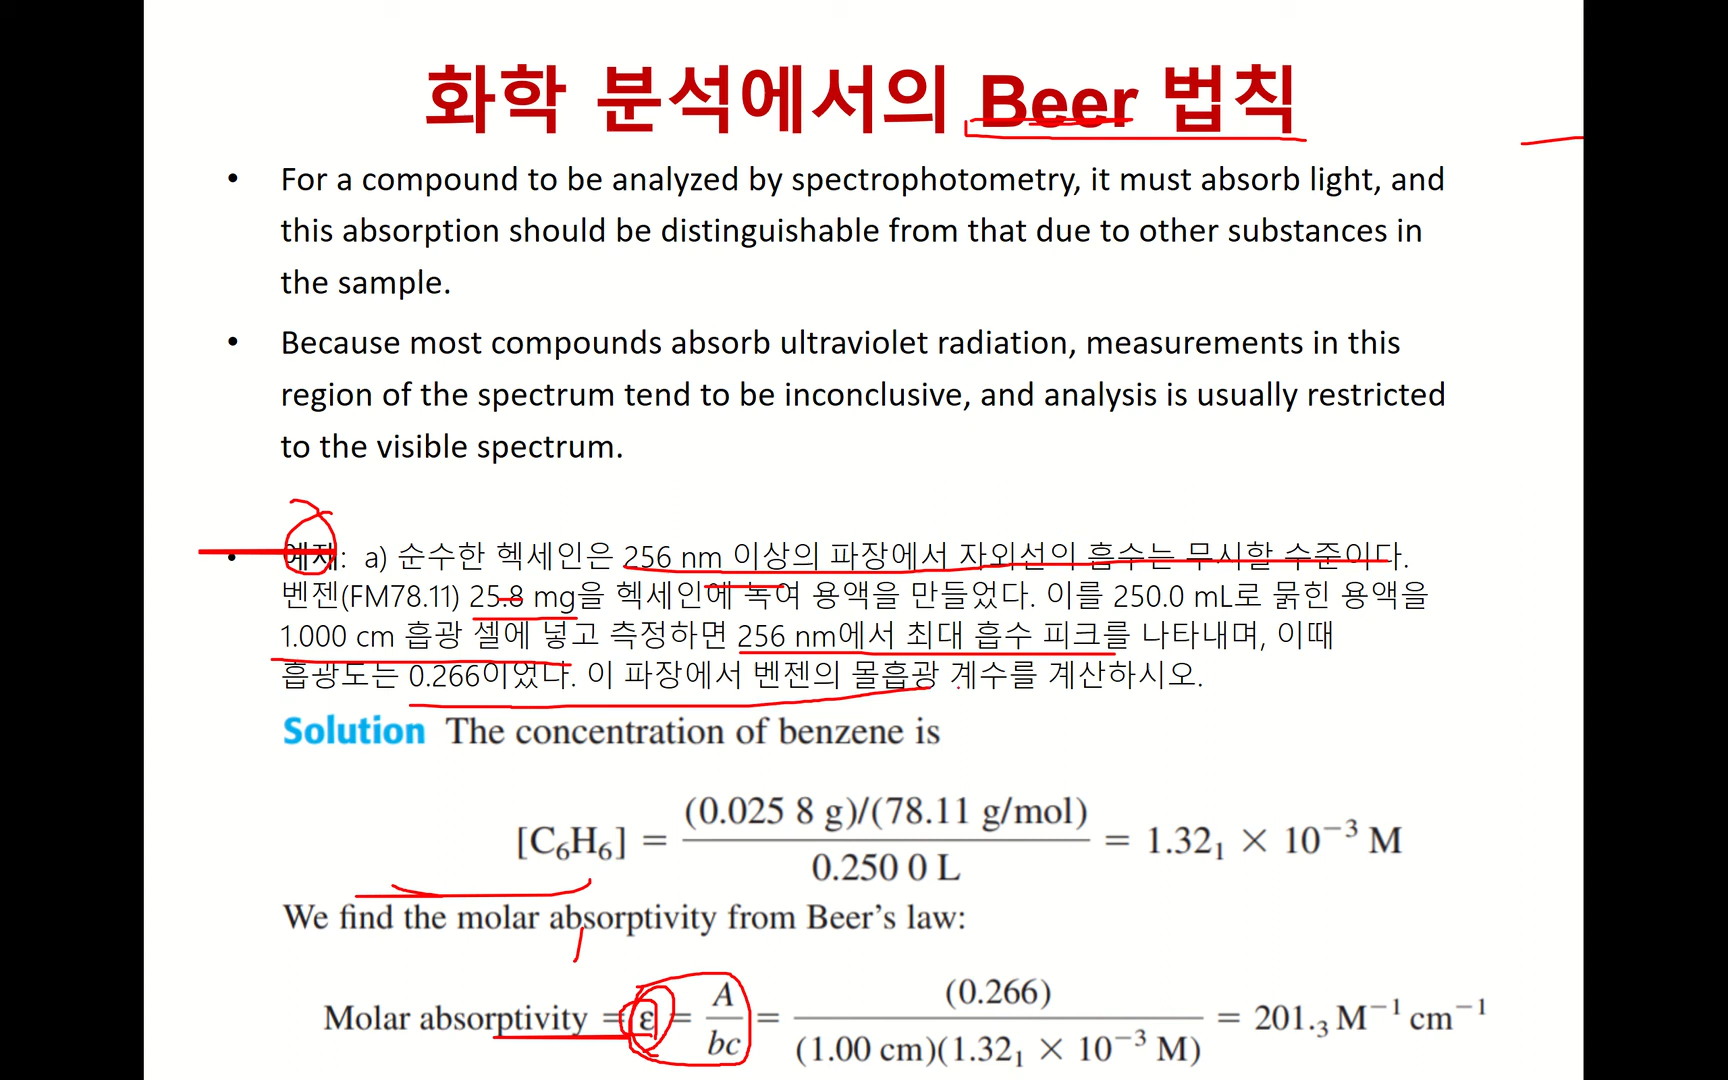 화학 분석에서의 Beer 법칙
• For a compound to be analyzed by spectrophotometry, it must absorb light, and
this absorption should be distinguishable from that due to other substances in
the sample.
• Because most compounds absorb ultraviolet radiation, measurements in this
region of the spectrum tend to be inconclusive, and analysis is usually restricted
to the visible spectrum.
• 예제: a) 순수한 헥세인은 256 nm 이상의 파장에서 자외선의 흡수는 무시할 수준이다.
벤젠(FM78.11) 25.8 mg을 헥세인에 녹여 용액을 만들었다. 이를 250.0 mL로 묽힌 용액을
1.000 cm 흡광 셀에 넣고 측정하면 256 nm에서 최대 흡수 피크를 나타내며, 이때
흡광도는 0.266이었다. 이 파장에서 벤젠의 몰흡광 계수를 계산하시오.
Solution The concentration of benzene is
[C₆H₆] = (0.025 8 g)/(78.11 g/mol) / 0.250 0 L = 1.32₁ × 10⁻³ M
We find the molar absorptivity from Beer's law:
Molar absorptivity = ε = A / bc = (0.266) / (1.00 cm)(1.32₁ × 10⁻³ M) = 201.₃ M⁻¹ cm⁻¹